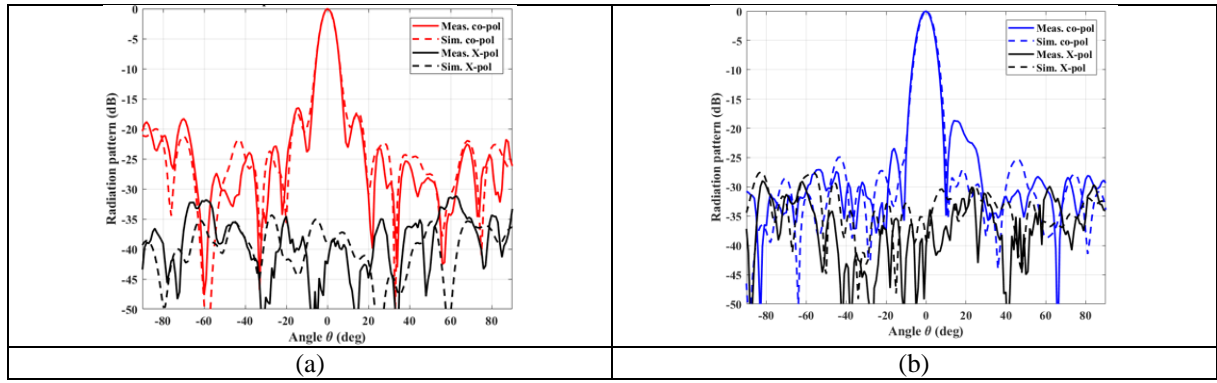 0
-5
-10
-15
-20
-25
-30
-35
-40
-45
-50
Radiation pattern (dB)
Meas. co-pol
Sim. co-pol
Meas. X-pol
Sim. X-pol
-80 -60 -40 -20 0 20 40 60 80
Angle θ (deg)
(a)
0
-5
-10
-15
-20
-25
-30
-35
-40
-45
-50
Radiation pattern (dB)
Meas. co-pol
Sim. co-pol
Meas. X-pol
Sim. X-pol
-80 -60 -40 -20 0 20 40 60 80
Angle θ (deg)
(b)